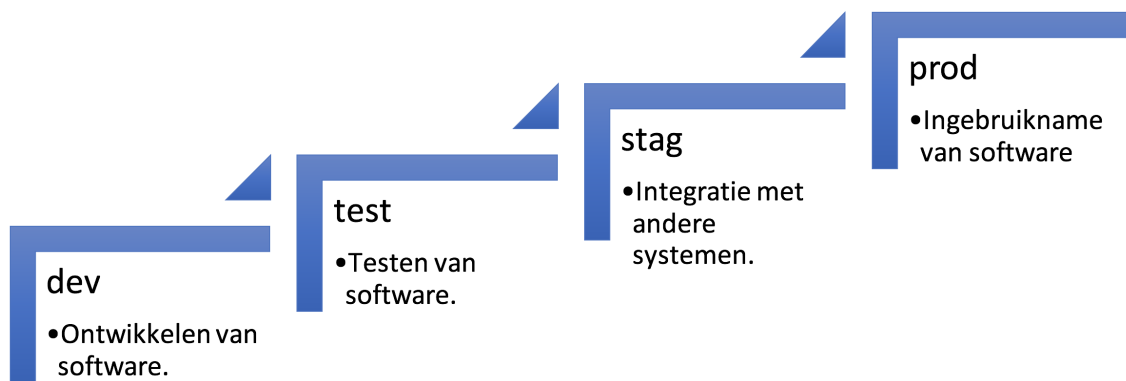 dev
•Ontwikkelen van
software.
test
•Testen van
software.
stag
•Integratie met
andere
systemen.
prod
•Ingebruikname
van software